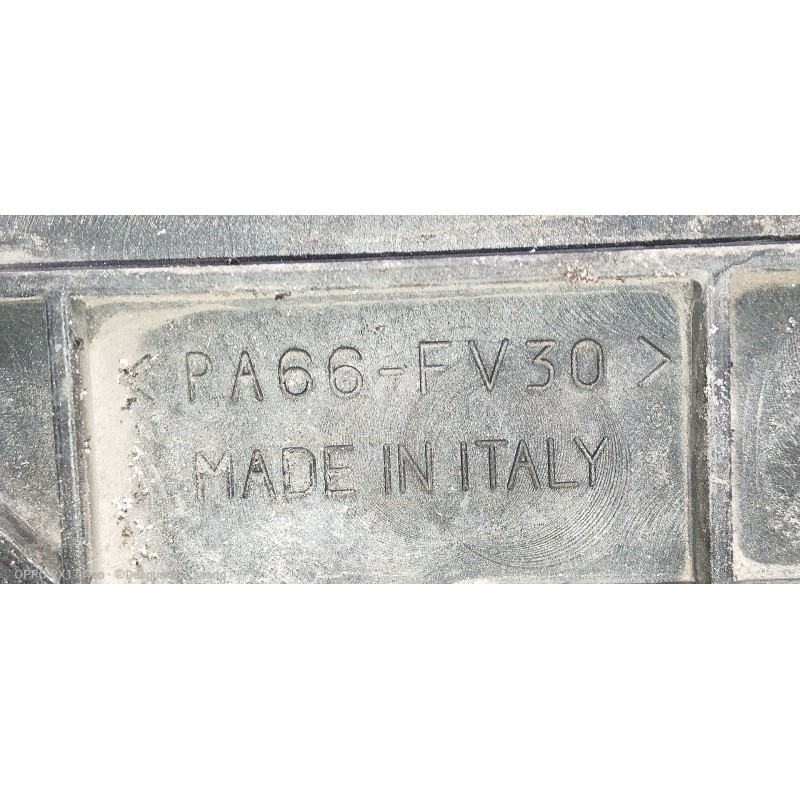 < PA66-FV30 >
MADE IN ITALY